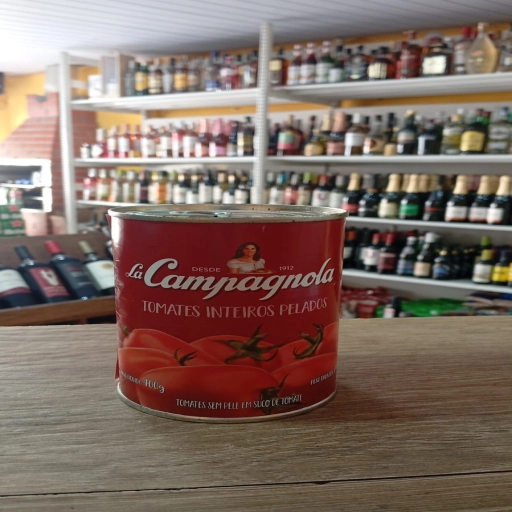 DESDE 1912
La Campagnola
TOMATES INTEIROS PELADOS
400g
TOMATES SEM PELE EM SUCO DE TOMATE